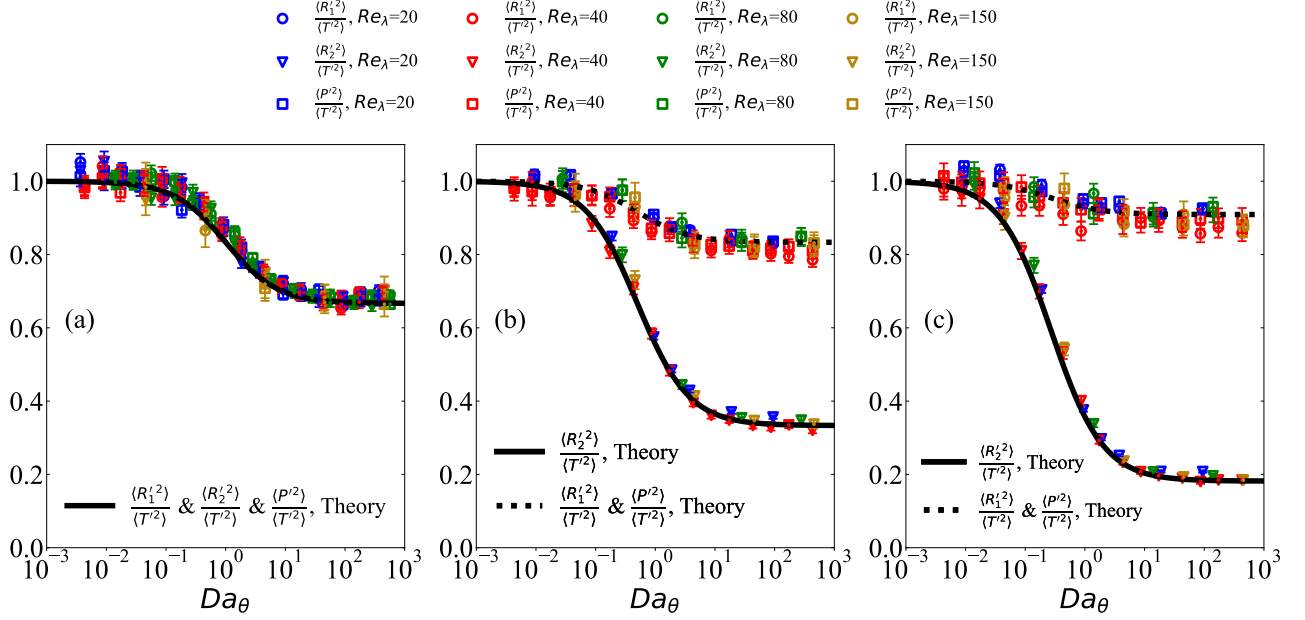 ⟨R₁′²⟩/⟨T′²⟩, Re_λ=20 ⟨R₁′²⟩/⟨T′²⟩, Re_λ=40 ⟨R₁′²⟩/⟨T′²⟩, Re_λ=80 ⟨R₁′²⟩/⟨T′²⟩, Re_λ=150
⟨R₂′²⟩/⟨T′²⟩, Re_λ=20 ⟨R₂′²⟩/⟨T′²⟩, Re_λ=40 ⟨R₂′²⟩/⟨T′²⟩, Re_λ=80 ⟨R₂′²⟩/⟨T′²⟩, Re_λ=150
⟨P′²⟩/⟨T′²⟩, Re_λ=20 ⟨P′²⟩/⟨T′²⟩, Re_λ=40 ⟨P′²⟩/⟨T′²⟩, Re_λ=80 ⟨P′²⟩/⟨T′²⟩, Re_λ=150
1.0
0.8
0.6
0.4
0.2
0.0
(a)
⟨R₁′²⟩/⟨T′²⟩ & ⟨R₂′²⟩/⟨T′²⟩ & ⟨P′²⟩/⟨T′²⟩, Theory
10⁻³ 10⁻² 10⁻¹ 10⁰ 10¹ 10² 10³
Da_θ
1.0
0.8
0.6
0.4
0.2
0.0
(b)
⟨R₂′²⟩/⟨T′²⟩, Theory
⟨R₁′²⟩/⟨T′²⟩ & ⟨P′²⟩/⟨T′²⟩, Theory
10⁻³ 10⁻² 10⁻¹ 10⁰ 10¹ 10² 10³
Da_θ
1.0
0.8
0.6
0.4
0.2
0.0
(c)
⟨R₂′²⟩/⟨T′²⟩, Theory
⟨R₁′²⟩/⟨T′²⟩ & ⟨P′²⟩/⟨T′²⟩, Theory
10⁻³ 10⁻² 10⁻¹ 10⁰ 10¹ 10² 10³
Da_θ